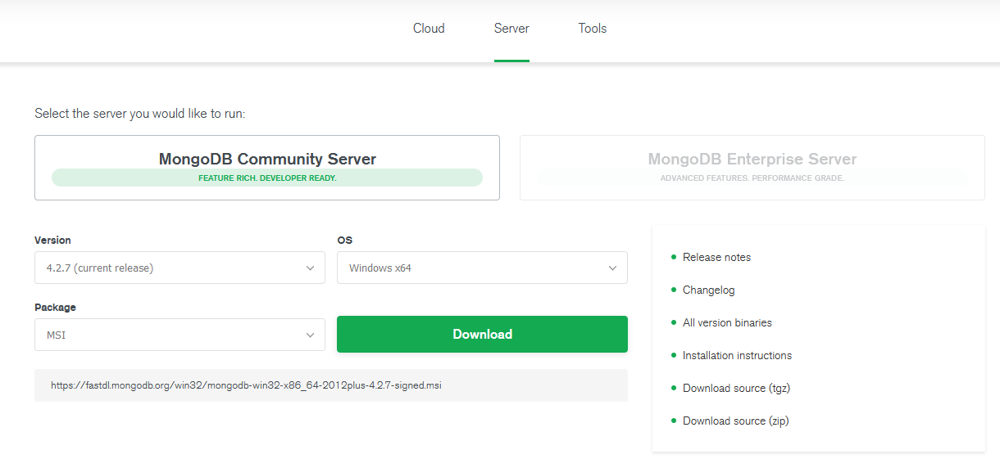 Cloud Server Tools
Select the server you would like to run:
MongoDB Community Server
FEATURE RICH. DEVELOPER READY.
MongoDB Enterprise Server
ADVANCED FEATURES. PERFORMANCE GRADE.
Version
4.2.7 (current release)
OS
Windows x64
Package
MSI
Download
https://fastdl.mongodb.org/win32/mongodb-win32-x86_64-2012plus-4.2.7-signed.msi
Release notes
Changelog
All version binaries
Installation instructions
Download source (tgz)
Download source (zip)